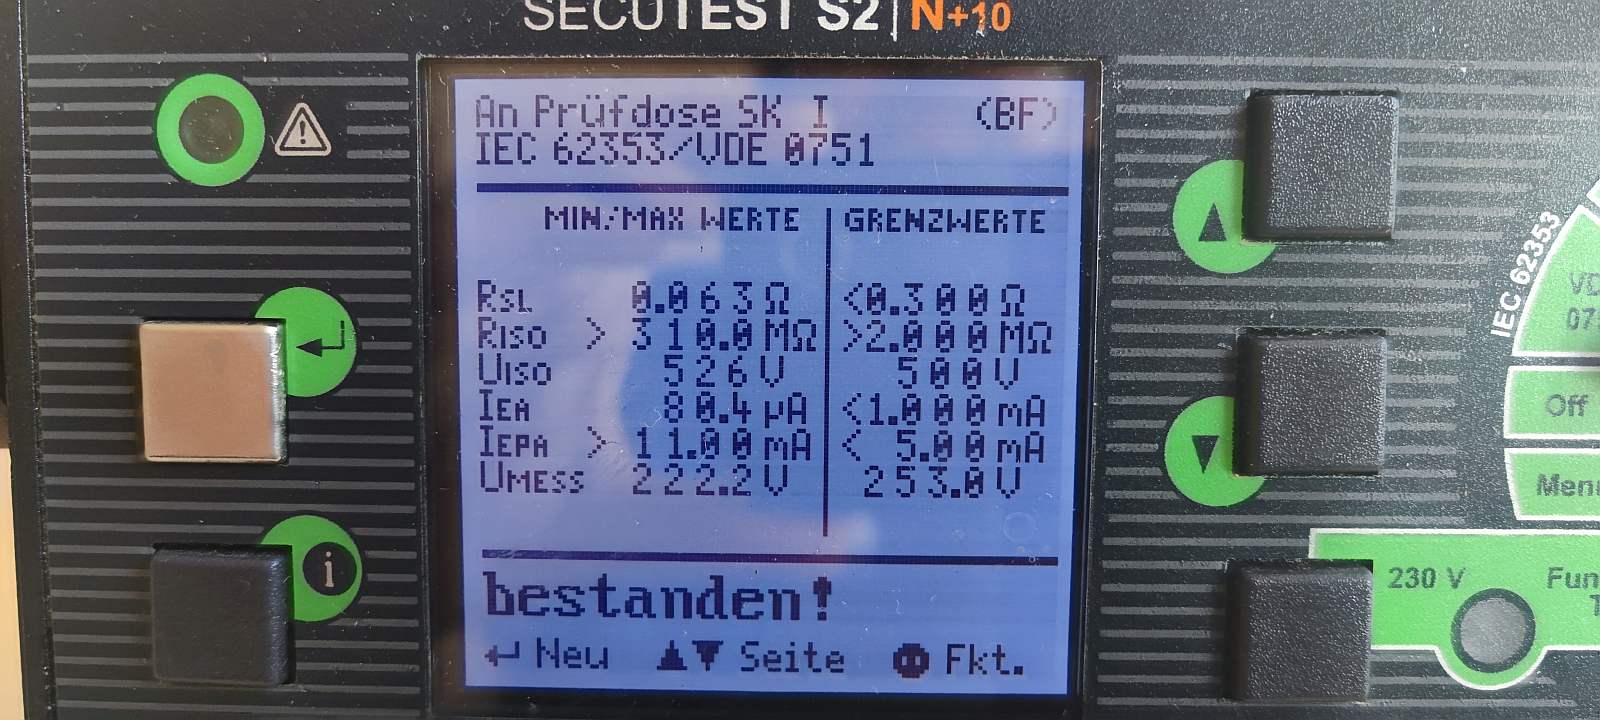 SECUTEST S2 | N+10
An Prüfdose SK I (BF)
IEC 62353/VDE 0751
MIN./MAX WERTE GRENZWERTE
RSL 0.063Ω <0.300Ω
RISO > 310.0MΩ >2.000MΩ
UISO 526V 500V
IEA 80.4µA <1.000mA
IEPA > 11.00mA < 5.00mA
UMESS 222.2V 253.0V
bestanden!
↵ Neu ▲▼ Seite Fkt.
i
IEC 62353
Off
230 V